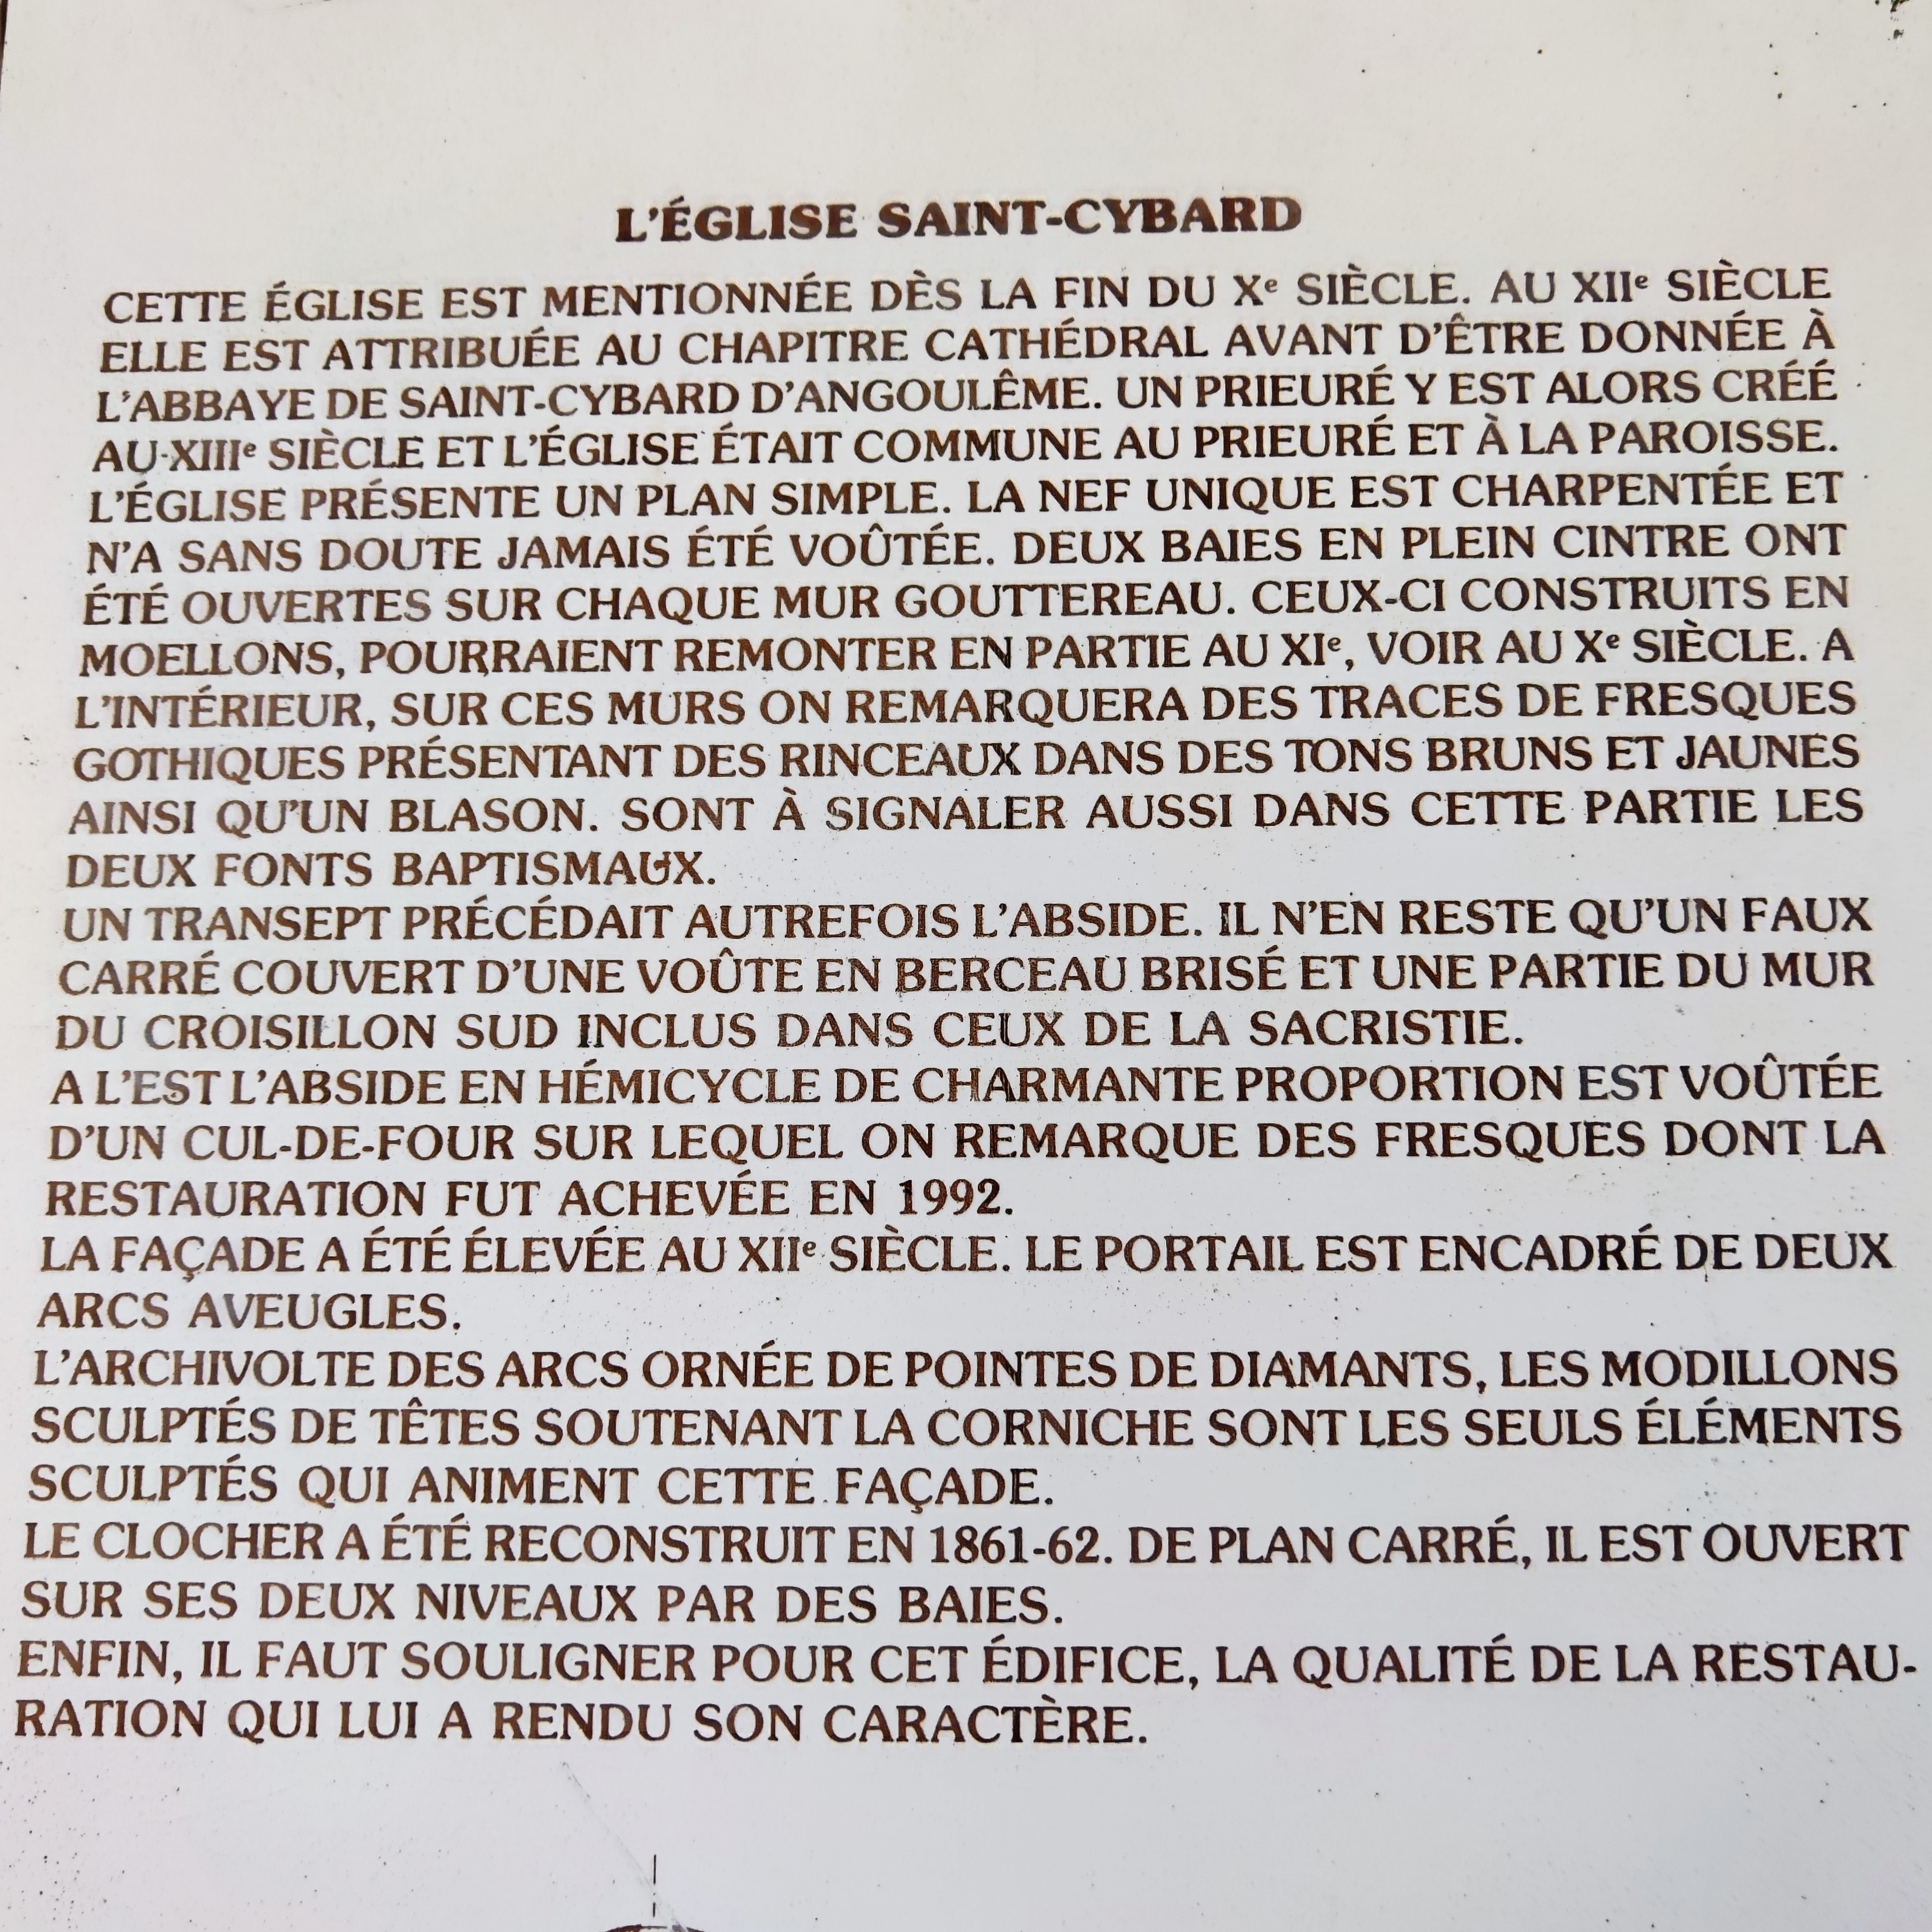 L'ÉGLISE SAINT-CYBARD
CETTE ÉGLISE EST MENTIONNÉE DÈS LA FIN DU Xe SIÈCLE. AU XIIe SIÈCLE
ELLE EST ATTRIBUÉE AU CHAPITRE CATHÉDRAL AVANT D'ÊTRE DONNÉE À
L'ABBAYE DE SAINT-CYBARD D'ANGOULÊME. UN PRIEURÉ Y EST ALORS CRÉÉ
AU XIIIe SIÈCLE ET L'ÉGLISE ÉTAIT COMMUNE AU PRIEURÉ ET À LA PAROISSE.
L'ÉGLISE PRÉSENTE UN PLAN SIMPLE. LA NEF UNIQUE EST CHARPENTÉE ET
N'A SANS DOUTE JAMAIS ÉTÉ VOÛTÉE. DEUX BAIES EN PLEIN CINTRE ONT
ÉTÉ OUVERTES SUR CHAQUE MUR GOUTTEREAU. CEUX-CI CONSTRUITS EN
MOELLONS, POURRAIENT REMONTER EN PARTIE AU XIe, VOIR AU Xe SIÈCLE. A
L'INTÉRIEUR, SUR CES MURS ON REMARQUERA DES TRACES DE FRESQUES
GOTHIQUES PRÉSENTANT DES RINCEAUX DANS DES TONS BRUNS ET JAUNES
AINSI QU'UN BLASON. SONT À SIGNALER AUSSI DANS CETTE PARTIE LES
DEUX FONTS BAPTISMAUX.
UN TRANSEPT PRÉCÉDAIT AUTREFOIS L'ABSIDE. IL N'EN RESTE QU'UN FAUX
CARRÉ COUVERT D'UNE VOÛTE EN BERCEAU BRISÉ ET UNE PARTIE DU MUR
DU CROISILLON SUD INCLUS DANS CEUX DE LA SACRISTIE.
A L'EST L'ABSIDE EN HÉMICYCLE DE CHARMANTE PROPORTION EST VOÛTÉE
D'UN CUL-DE-FOUR SUR LEQUEL ON REMARQUE DES FRESQUES DONT LA
RESTAURATION FUT ACHEVÉE EN 1992.
LA FAÇADE A ÉTÉ ÉLEVÉE AU XIIe SIÈCLE. LE PORTAIL EST ENCADRÉ DE DEUX
ARCS AVEUGLES.
L'ARCHIVOLTE DES ARCS ORNÉE DE POINTES DE DIAMANTS, LES MODILLONS
SCULPTÉS DE TÊTES SOUTENANT LA CORNICHE SONT LES SEULS ÉLÉMENTS
SCULPTÉS QUI ANIMENT CETTE FAÇADE.
LE CLOCHER A ÉTÉ RECONSTRUIT EN 1861-62. DE PLAN CARRÉ, IL EST OUVERT
SUR SES DEUX NIVEAUX PAR DES BAIES.
ENFIN, IL FAUT SOULIGNER POUR CET ÉDIFICE, LA QUALITÉ DE LA RESTAU-
RATION QUI LUI A RENDU SON CARACTÈRE.